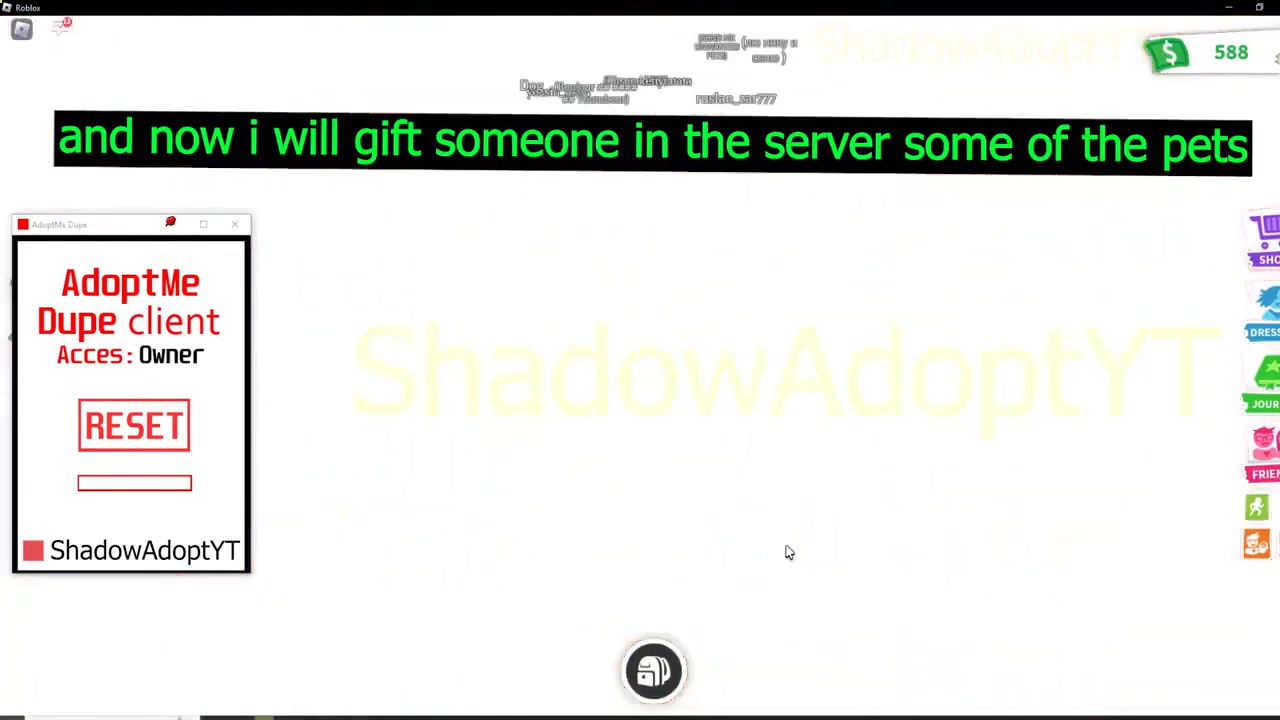 Roblox
ShadowAdoptYT
588
ruslan_zar777
and now i will gift someone in the server some of the pets
AdoptMe Dupe
AdoptMe
Dupe client
Acces: Owner
RESET
ShadowAdoptYT
ShadowAdoptYT
SHO
DRESS
JOUR
FRIEN